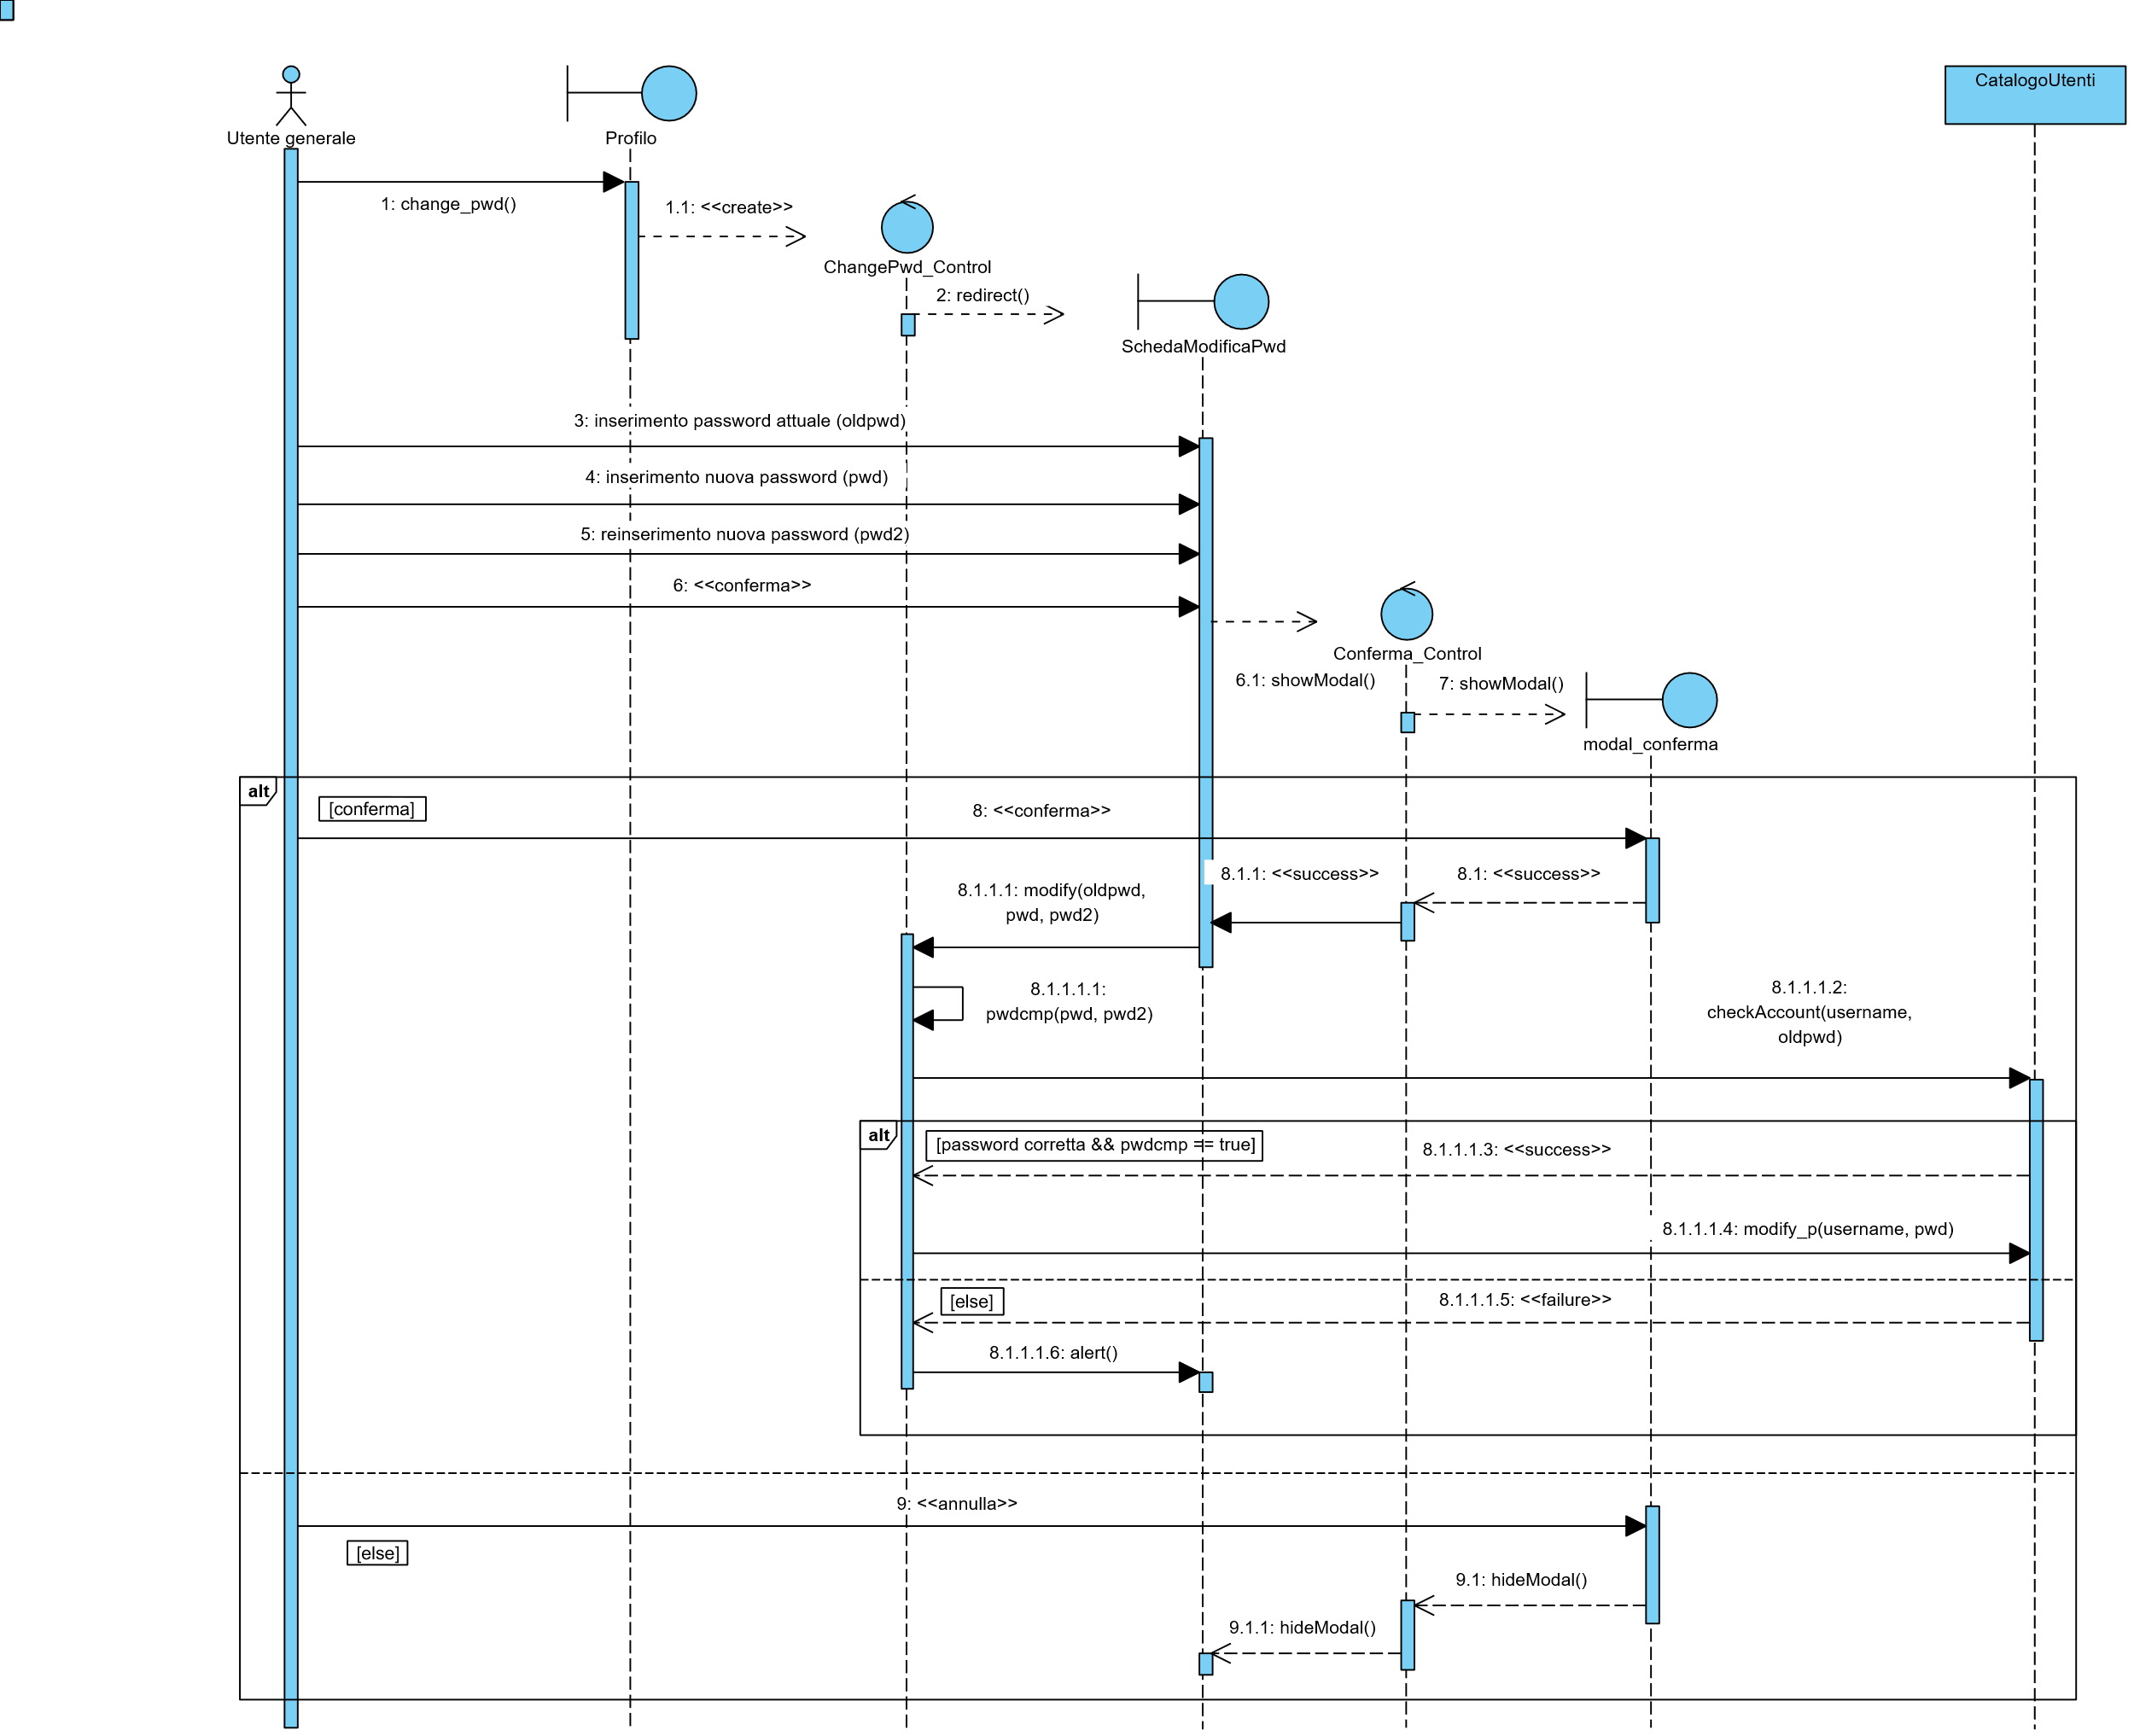 CatalogoUtenti
Utente generale
Profilo
1: change_pwd()
1.1: <<create>>
ChangePwd_Control
2: redirect()
SchedaModificaPwd
3: inserimento password attuale (oldpwd)
4: inserimento nuova password (pwd)
5: reinserimento nuova password (pwd2)
6: <<conferma>>
Conferma_Control
6.1: showModal()
7: showModal()
modal_conferma
alt
[conferma]
8: <<conferma>>
8.1.1: <<success>>
8.1: <<success>>
8.1.1.1: modify(oldpwd,
pwd, pwd2)
8.1.1.1.1:
pwdcmp(pwd, pwd2)
8.1.1.1.2:
checkAccount(username,
oldpwd)
alt
[password corretta && pwdcmp == true]
8.1.1.1.3: <<success>>
8.1.1.1.4: modify_p(username, pwd)
[else]
8.1.1.1.5: <<failure>>
8.1.1.1.6: alert()
9: <<annulla>>
[else]
9.1: hideModal()
9.1.1: hideModal()